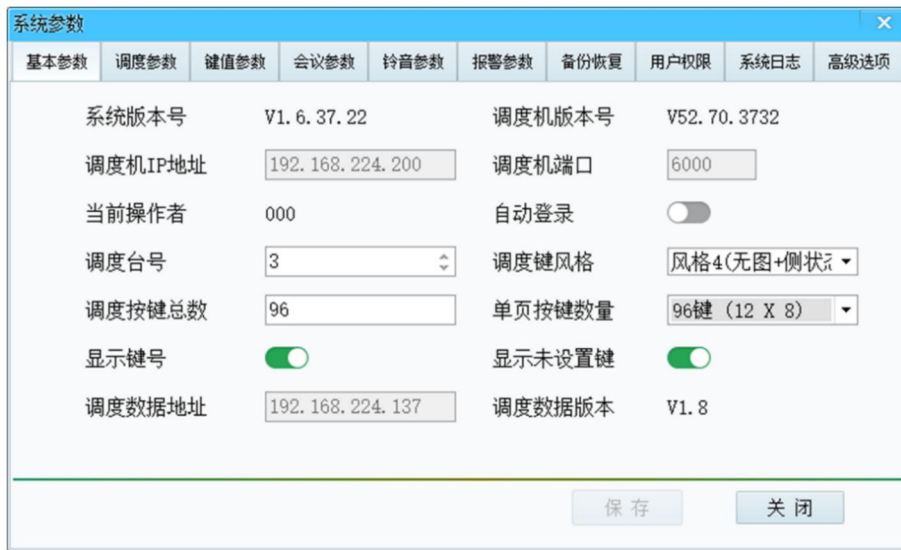 系统参数
基本参数 调度参数 键值参数 会议参数 铃音参数 报警参数 备份恢复 用户权限 系统日志 高级选项
系统版本号 V1.6.37.22 调度机版本号 V52.70.3732
调度机IP地址 192.168.224.200 调度机端口 6000
当前操作者 000 自动登录
调度台号 3 调度键风格 风格4(无图+侧状
调度按键总数 96 单页按键数量 96键 (12 X 8)
显示键号 显示未设置键
调度数据地址 192.168.224.137 调度数据版本 V1.8
保存 关闭